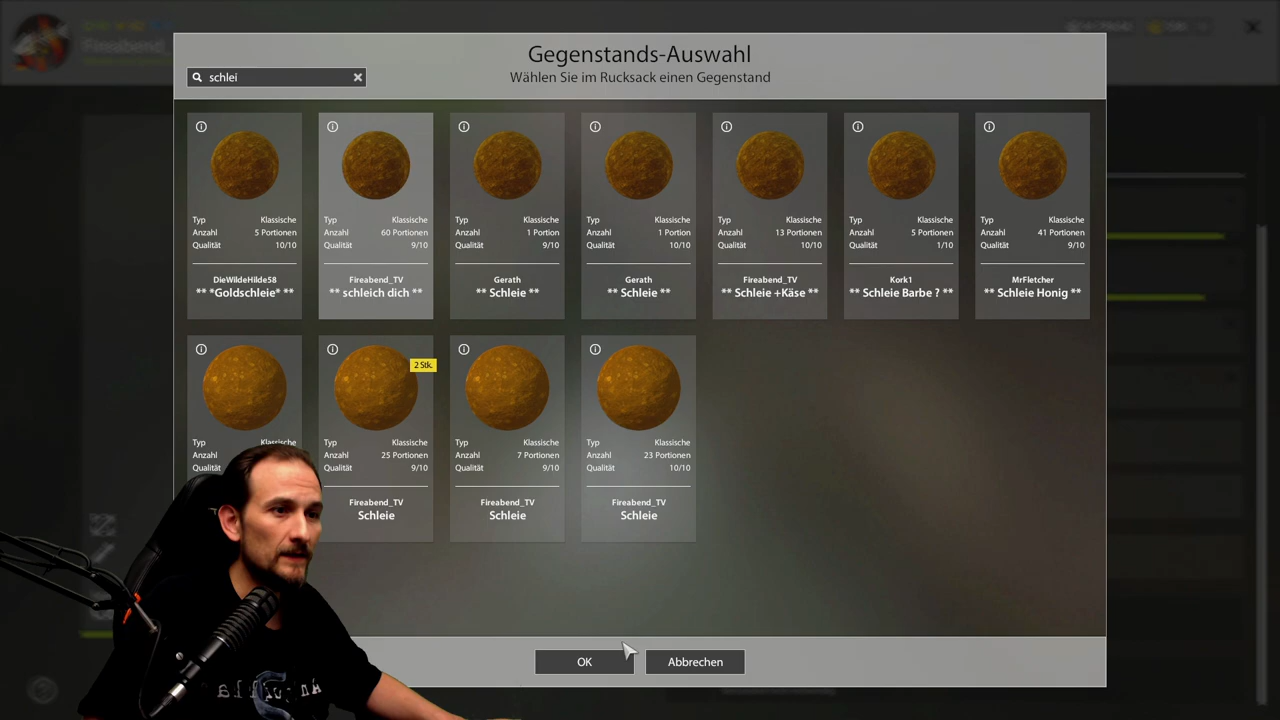 Gegenstands-Auswahl
Wählen Sie im Rucksack einen Gegenstand
schlei
Typ Klassische
Anzahl 5 Portionen
Qualität 10/10
DieWildeHilde58
** *Goldschleie* **
Typ Klassische
Anzahl 60 Portionen
Qualität 9/10
Fireabend_TV
** schleich dich **
Typ Klassische
Anzahl 1 Portion
Qualität 9/10
Gerath
** Schleie **
Typ Klassische
Anzahl 1 Portion
Qualität 10/10
Gerath
** Schleie **
Typ Klassische
Anzahl 13 Portionen
Qualität 10/10
Fireabend_TV
** Schleie +Käse **
Typ Klassische
Anzahl 5 Portionen
Qualität 1/10
Kork1
** Schleie Barbe ? **
Typ Klassische
Anzahl 41 Portionen
Qualität 9/10
MrFletcher
** Schleie Honig **
Typ Klassische
Anzahl
Qualität
2 Stk.
Typ Klassische
Anzahl 25 Portionen
Qualität 9/10
Fireabend_TV
Schleie
Typ Klassische
Anzahl 7 Portionen
Qualität 9/10
Fireabend_TV
Schleie
Typ Klassische
Anzahl 23 Portionen
Qualität 10/10
Fireabend_TV
Schleie
OK
Abbrechen